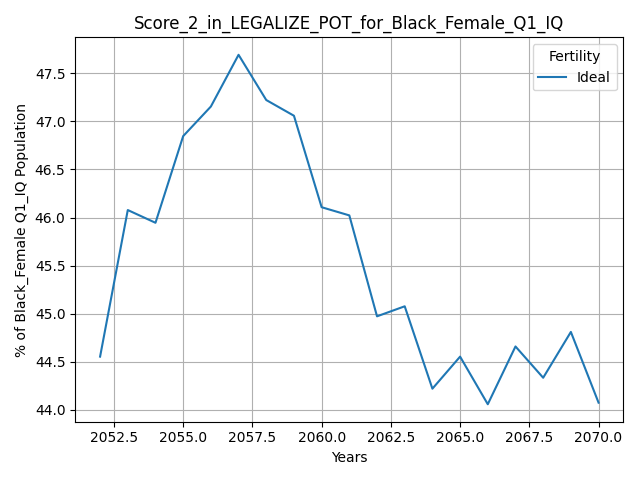 Score_2_in_LEGALIZE_POT_for_Black_Female_Q1_IQ
Fertility
Ideal
% of Black_Female Q1_IQ Population
47.5
47.0
46.5
46.0
45.5
45.0
44.5
44.0
2052.5 2055.0 2057.5 2060.0 2062.5 2065.0 2067.5 2070.0
Years